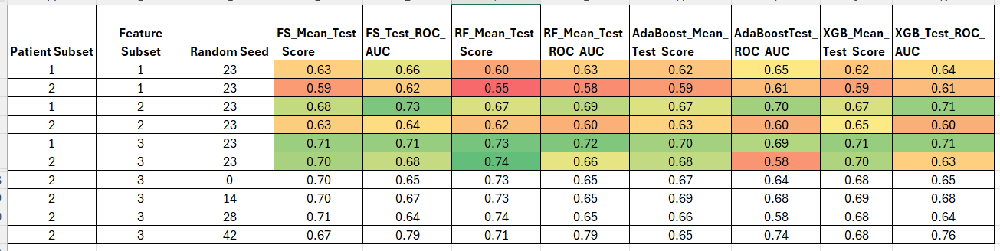 Patient Subset Feature Subset Random Seed FS_Mean_Test_Score FS_Test_ROC_AUC RF_Mean_Test_Score RF_Mean_Test_ROC_AUC AdaBoost_Mean_Test_Score AdaBoostTest_ROC_AUC XGB_Mean_Test_Score XGB_Test_ROC_AUC
1 1 23 0.63 0.66 0.60 0.63 0.62 0.65 0.62 0.64
2 1 23 0.59 0.62 0.55 0.58 0.59 0.61 0.59 0.61
1 2 23 0.68 0.73 0.67 0.69 0.67 0.70 0.67 0.71
2 2 23 0.63 0.64 0.62 0.60 0.63 0.60 0.65 0.60
1 3 23 0.71 0.71 0.73 0.72 0.70 0.69 0.71 0.71
2 3 23 0.70 0.68 0.74 0.66 0.68 0.58 0.70 0.63
2 3 0 0.70 0.65 0.73 0.65 0.67 0.64 0.68 0.65
2 3 14 0.70 0.67 0.73 0.65 0.69 0.68 0.69 0.68
2 3 28 0.71 0.64 0.74 0.65 0.66 0.58 0.68 0.64
2 3 42 0.67 0.79 0.71 0.79 0.65 0.74 0.68 0.76